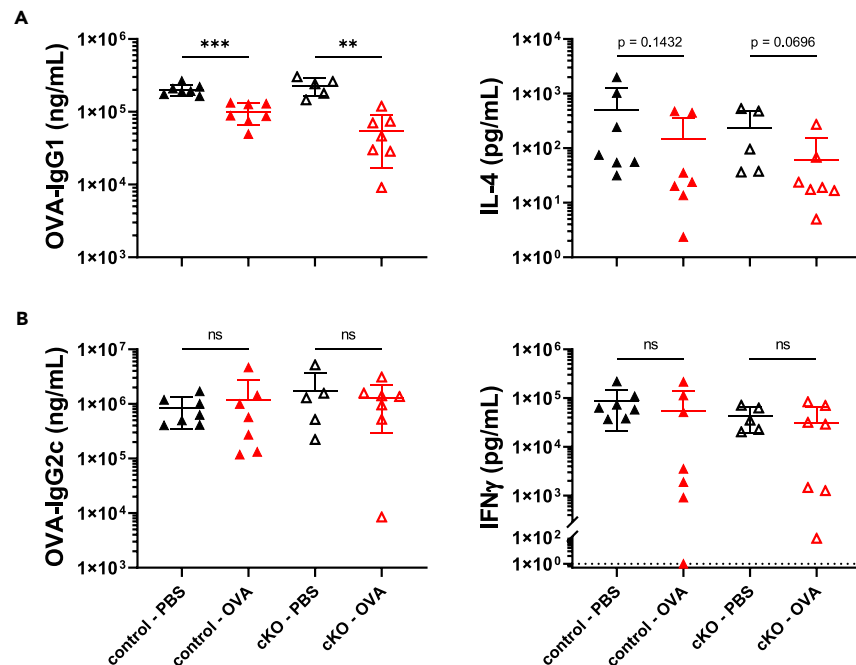 A
OVA-IgG1 (ng/mL)
1×10⁶
1×10⁵
1×10⁴
1×10³
***
**
IL-4 (pg/mL)
1×10⁴
1×10³
1×10²
1×10¹
1×10⁰
p = 0.1432
p = 0.0696
B
OVA-IgG2c (ng/mL)
1×10⁷
1×10⁶
1×10⁵
1×10⁴
1×10³
ns
ns
control - PBS
control - OVA
cKO - PBS
cKO - OVA
IFNγ (pg/mL)
1×10⁶
1×10⁵
1×10⁴
1×10³
1×10²
1×10⁰
ns
ns
control - PBS
control - OVA
cKO - PBS
cKO - OVA